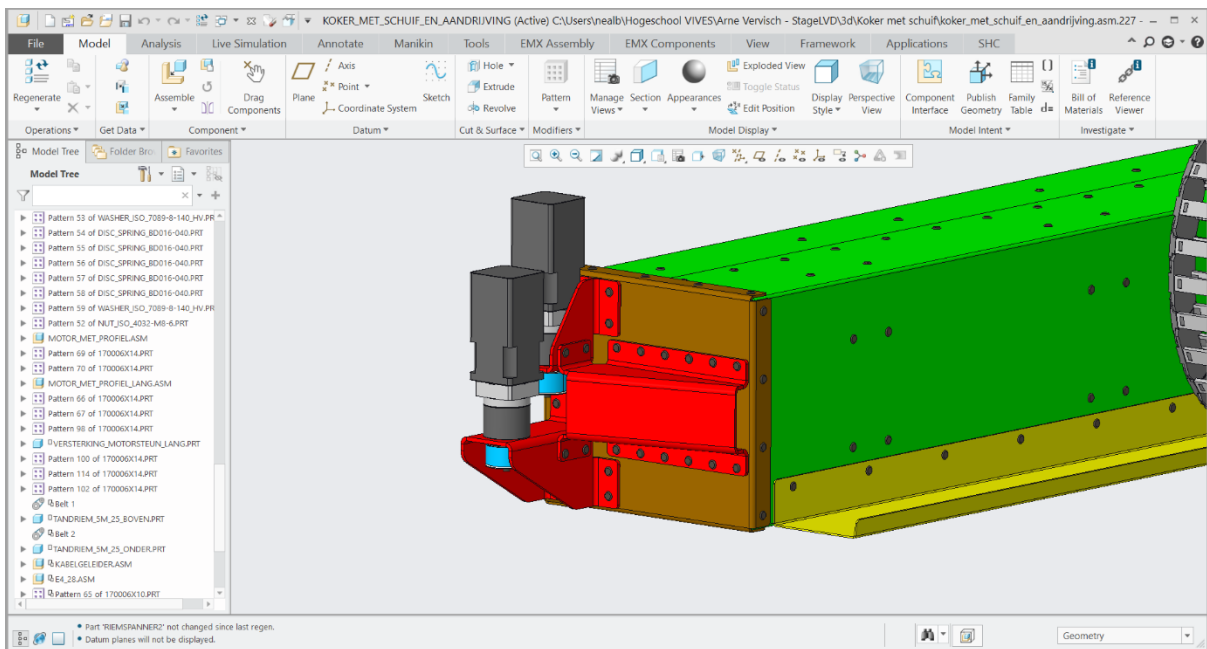 KOKER_MET_SCHUIF_EN_AANDRIJVING (Active) C:\Users\nealb\Hogeschool VIVES\Arne Vervisch - StageLVD\3d\Koker met schuif\koker_met_schuif_en_aandrijving.asm.227 -
File Model Analysis Live Simulation Annotate Manikin Tools EMX Assembly EMX Components View Framework Applications SHC
Regenerate
Assemble
Drag Components
Plane
Axis
Point
Coordinate System
Sketch
Hole
Extrude
Revolve
Pattern
Manage Views
Section
Appearances
Exploded View
Toggle Status
Edit Position
Display Style
Perspective View
Component Interface
Publish Geometry
Family Table
d=
Bill of Materials
Reference Viewer
Operations Get Data Component Datum Cut & Surface Modifiers Model Display Model Intent Investigate
Model Tree Folder Bro Favorites
Model Tree
Pattern 53 of WASHER_ISO_7089-8-140_HV.PR
Pattern 54 of DISC_SPRING_BD016-040.PRT
Pattern 55 of DISC_SPRING_BD016-040.PRT
Pattern 56 of DISC_SPRING_BD016-040.PRT
Pattern 57 of DISC_SPRING_BD016-040.PRT
Pattern 58 of DISC_SPRING_BD016-040.PRT
Pattern 59 of WASHER_ISO_7089-8-140_HV.PR
Pattern 52 of NUT_ISO_4032-M8-6.PRT
MOTOR_MET_PROFIEL.ASM
Pattern 69 of 170006X14.PRT
Pattern 70 of 170006X14.PRT
MOTOR_MET_PROFIEL_LANG.ASM
Pattern 66 of 170006X14.PRT
Pattern 67 of 170006X14.PRT
Pattern 98 of 170006X14.PRT
VERSTERKING_MOTORSTEUN_LANG.PRT
Pattern 100 of 170006X14.PRT
Pattern 114 of 170006X14.PRT
Pattern 102 of 170006X14.PRT
Belt 1
TANDRIEM_5M_25_BOVEN.PRT
Belt 2
TANDRIEM_5M_25_ONDER.PRT
KABELGELEIDER.ASM
E4_28.ASM
Pattern 65 of 170006X10.PRT
• Part 'RIEMSPANNER2' not changed since last regen.
• Datum planes will not be displayed.
Geometry